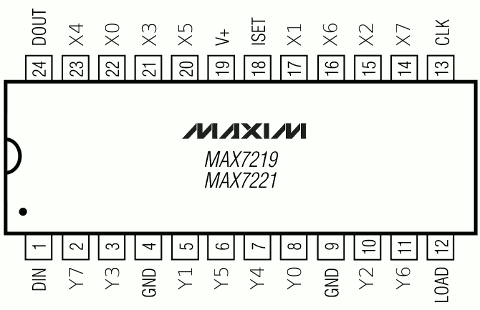 DOUT X4 X0 X3 X5 V+ ISET X1 X6 X2 X7 CLK
24 23 22 21 20 19 18 17 16 15 14 13
MAXIM
MAX7219
MAX7221
1 2 3 4 5 6 7 8 9 10 11 12
DIN Y7 Y3 GND Y1 Y5 Y4 Y0 GND Y2 Y6 LOAD